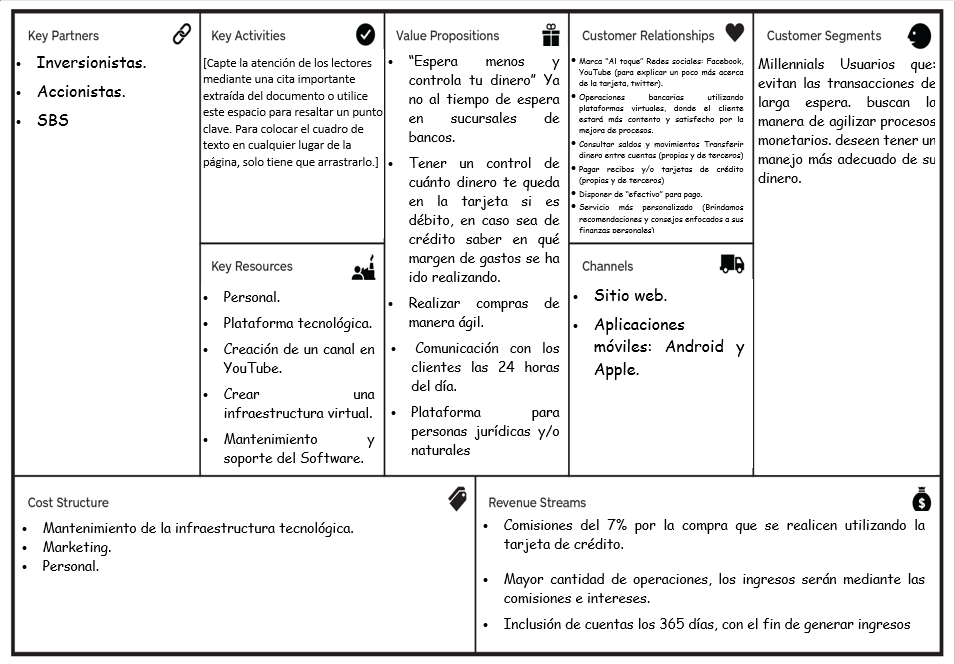 Key Partners
• Inversionistas.
• Accionistas.
• SBS
Key Activities
[Capte la atención de los lectores
mediante una cita importante
extraída del documento o utilice
este espacio para resaltar un punto
clave. Para colocar el cuadro de
texto en cualquier lugar de la
página, solo tiene que arrastrarlo.]
Key Resources
• Personal.
• Plataforma tecnológica.
• Creación de un canal en
YouTube.
• Crear una
infraestructura virtual.
• Mantenimiento y
soporte del Software.
Value Propositions
• “Espera menos y
controla tu dinero” Ya
no al tiempo de espera
en sucursales de
bancos.
• Tener un control de
cuánto dinero te queda
en la tarjeta si es
débito, en caso sea de
crédito saber en qué
margen de gastos se ha
ido realizando.
• Realizar compras de
manera ágil.
• Comunicación con los
clientes las 24 horas
del día.
• Plataforma para
personas jurídicas y/o
naturales
Customer Relationships
• Marca “Al toque” Redes sociales: Facebook,
YouTube (para explicar un poco más acerca
de la tarjeta, twitter).
• Operaciones bancarias utilizando
plataformas virtuales, donde el cliente
estará más contento y satisfecho por la
mejora de procesos.
• Consultar saldos y movimientos Transferir
dinero entre cuentas (propias y de terceros)
• Pagar recibos y/o tarjetas de crédito
(propias y de terceros)
• Disponer de “efectivo” para pago.
• Servicio más personalizado (Brindamos
recomendaciones y consejos enfocados a sus
finanzas personales)
Channels
• Sitio web.
• Aplicaciones
móviles: Android y
Apple.
Customer Segments
Millennials Usuarios que:
evitan las transacciones de
larga espera. buscan la
manera de agilizar procesos
monetarios. deseen tener un
manejo más adecuado de su
dinero.
Cost Structure
• Mantenimiento de la infraestructura tecnológica.
• Marketing.
• Personal.
Revenue Streams
• Comisiones del 7% por la compra que se realicen utilizando la
tarjeta de crédito.
• Mayor cantidad de operaciones, los ingresos serán mediante las
comisiones e intereses.
• Inclusión de cuentas los 365 días, con el fin de generar ingresos